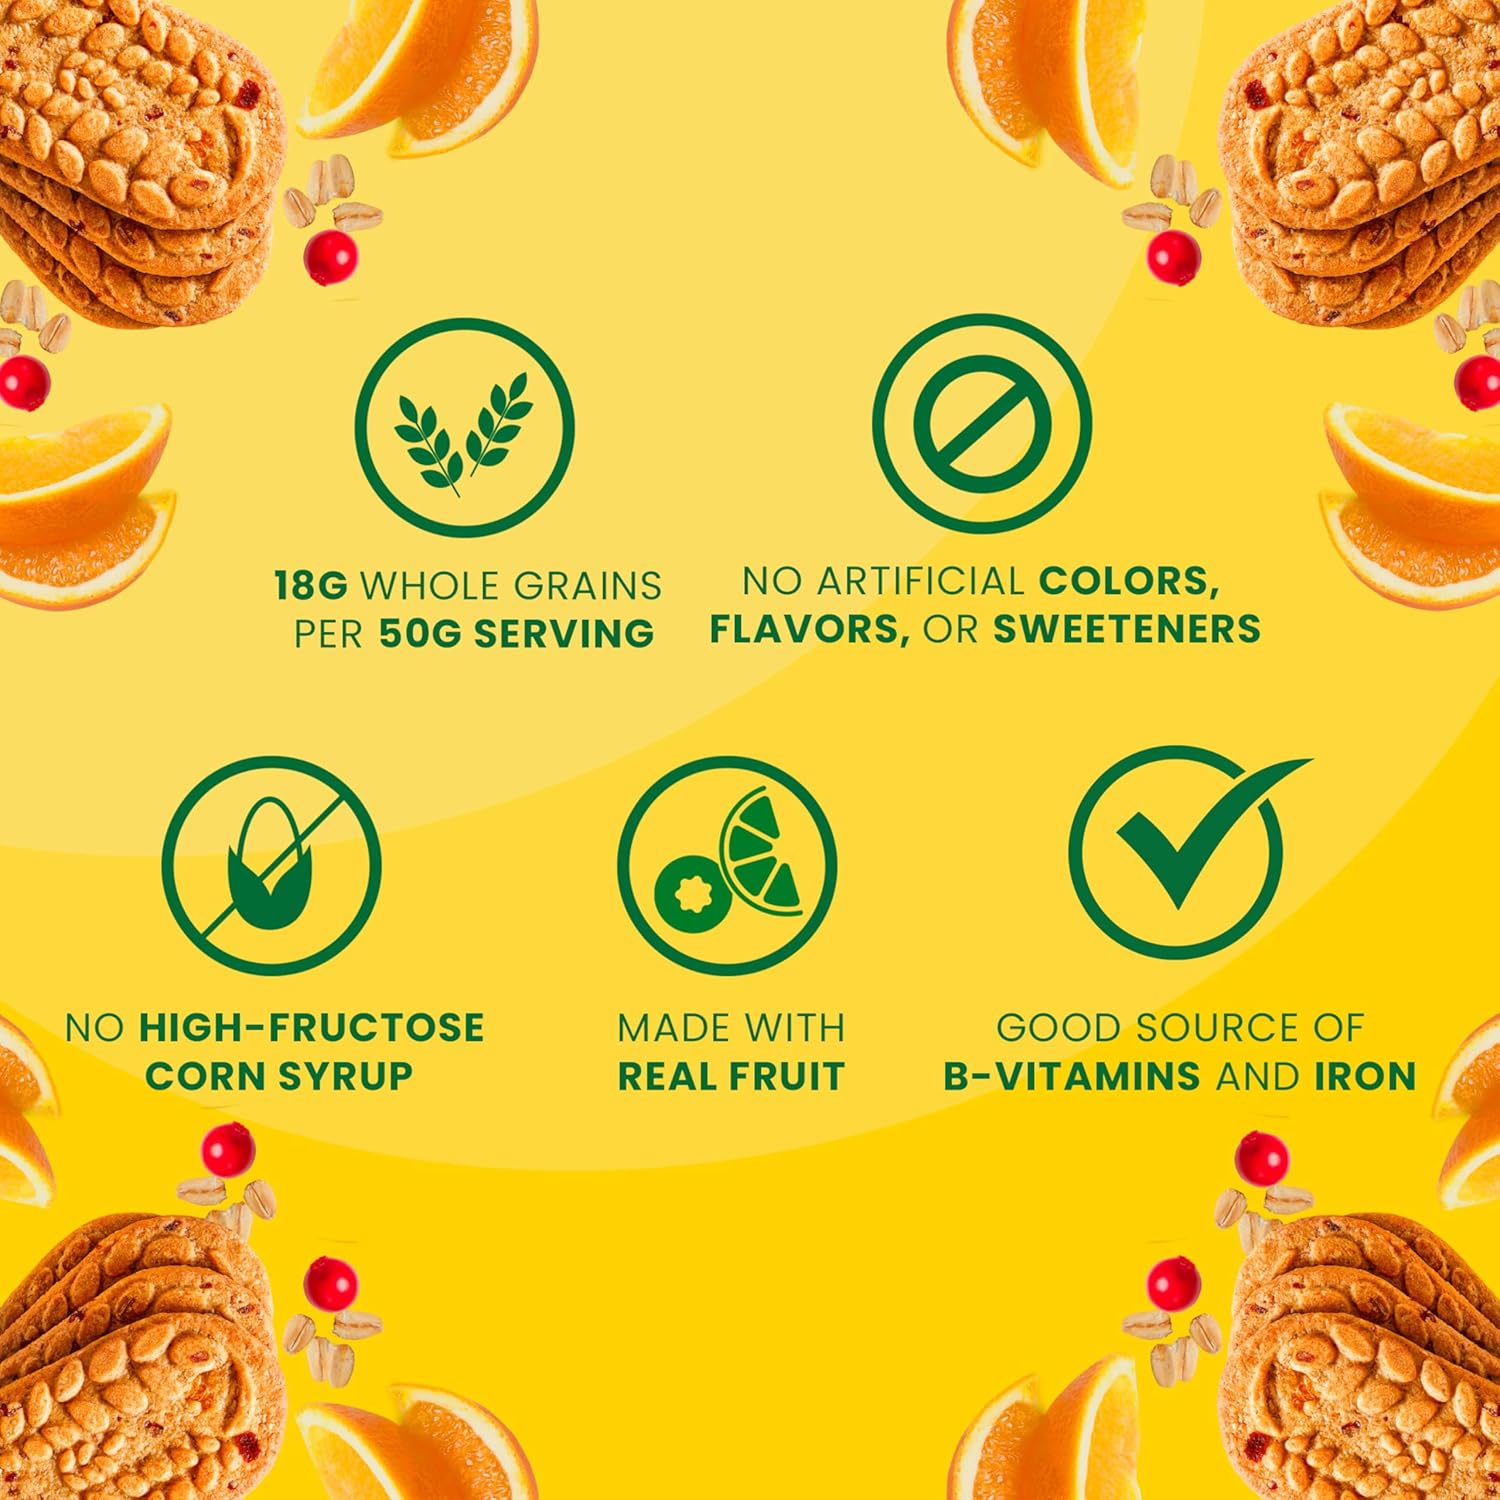 18G WHOLE GRAINS
PER 50G SERVING
NO ARTIFICIAL COLORS,
FLAVORS, OR SWEETENERS
NO HIGH-FRUCTOSE
CORN SYRUP
MADE WITH
REAL FRUIT
GOOD SOURCE OF
B-VITAMINS AND IRON